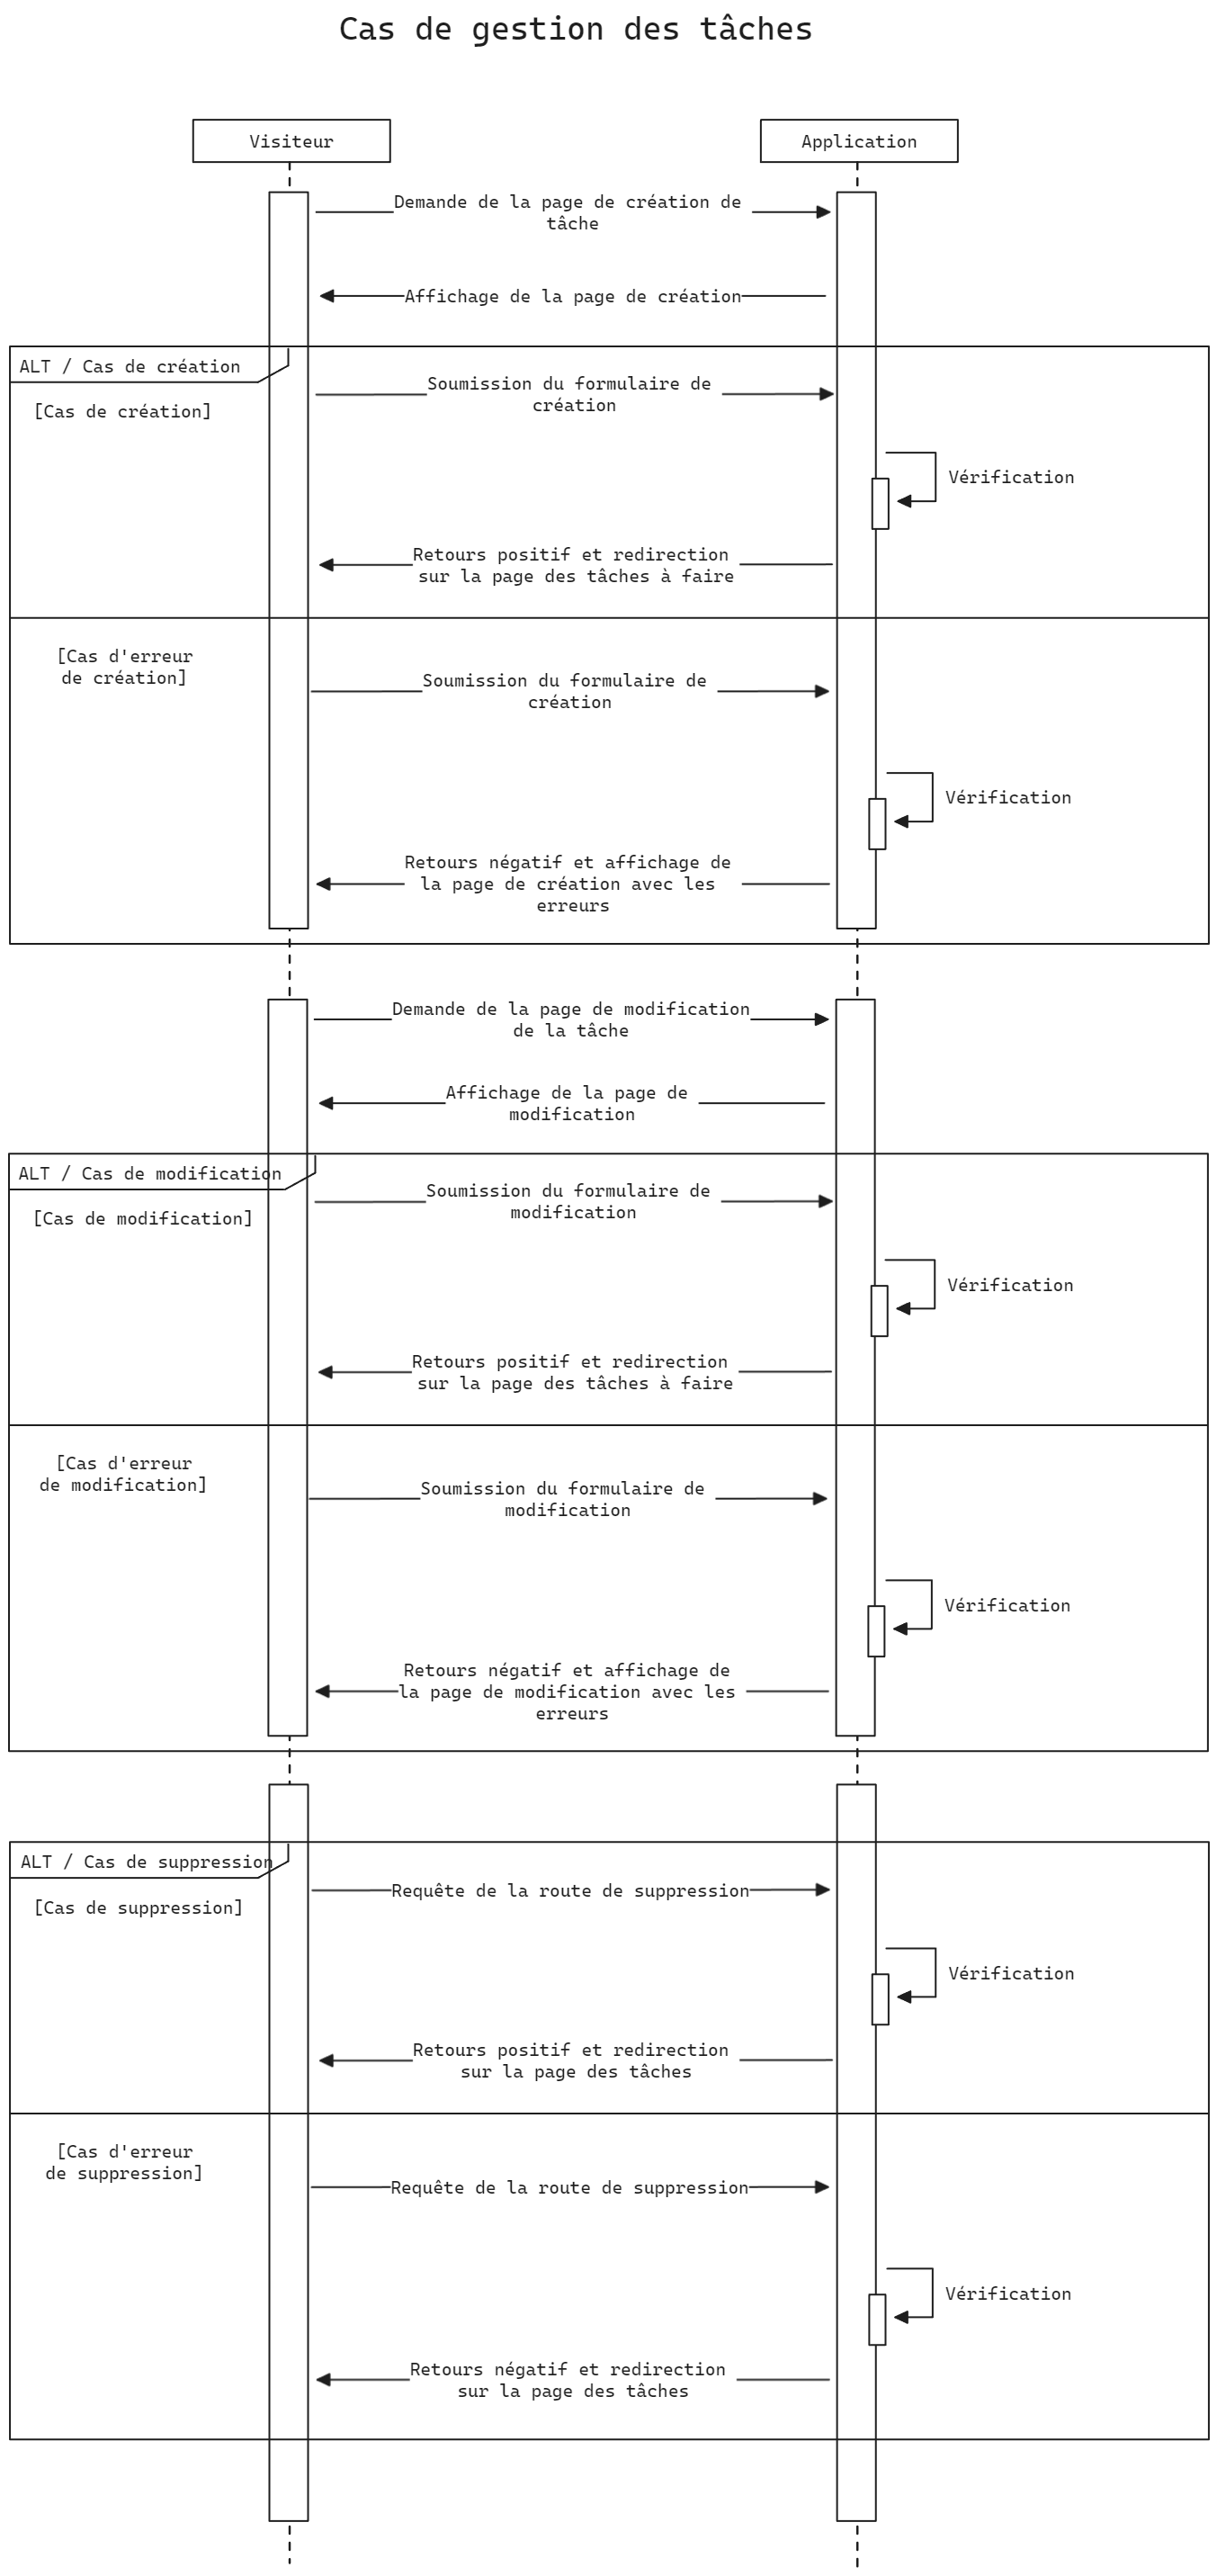 Cas de gestion des tâches
Visiteur
Application
Demande de la page de création de
tâche
Affichage de la page de création
ALT / Cas de création
[Cas de création]
Soumission du formulaire de
création
Vérification
Retours positif et redirection
sur la page des tâches à faire
[Cas d'erreur
de création]
Soumission du formulaire de
création
Vérification
Retours négatif et affichage de
la page de création avec les
erreurs
Demande de la page de modification
de la tâche
Affichage de la page de
modification
ALT / Cas de modification
[Cas de modification]
Soumission du formulaire de
modification
Vérification
Retours positif et redirection
sur la page des tâches à faire
[Cas d'erreur
de modification]
Soumission du formulaire de
modification
Vérification
Retours négatif et affichage de
la page de modification avec les
erreurs
ALT / Cas de suppression
[Cas de suppression]
Requête de la route de suppression
Vérification
Retours positif et redirection
sur la page des tâches
[Cas d'erreur
de suppression]
Requête de la route de suppression
Vérification
Retours négatif et redirection
sur la page des tâches